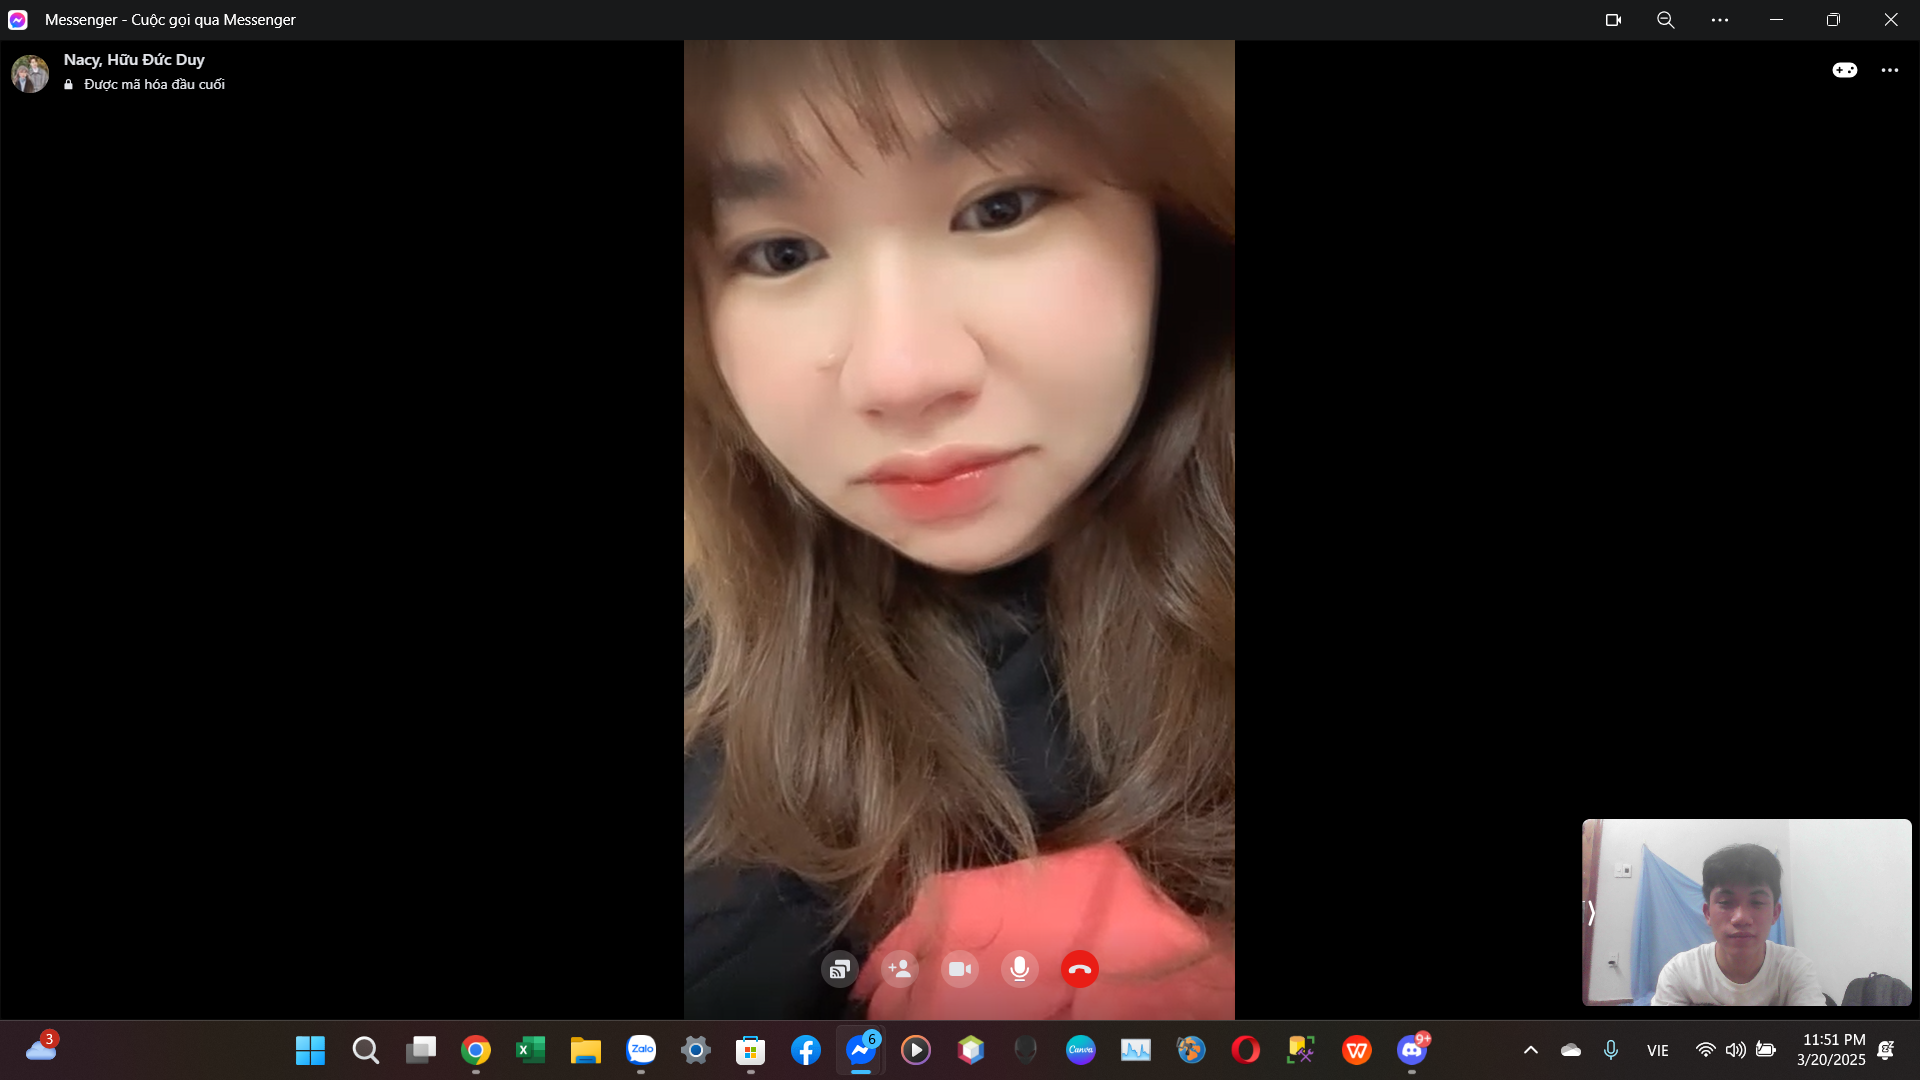 Messenger - Cuộc gọi qua Messenger
Nacy, Hữu Đức Duy
Được mã hóa đầu cuối
3
Zalo
6
Canva
9+
VIE
11:51 PM
3/20/2025